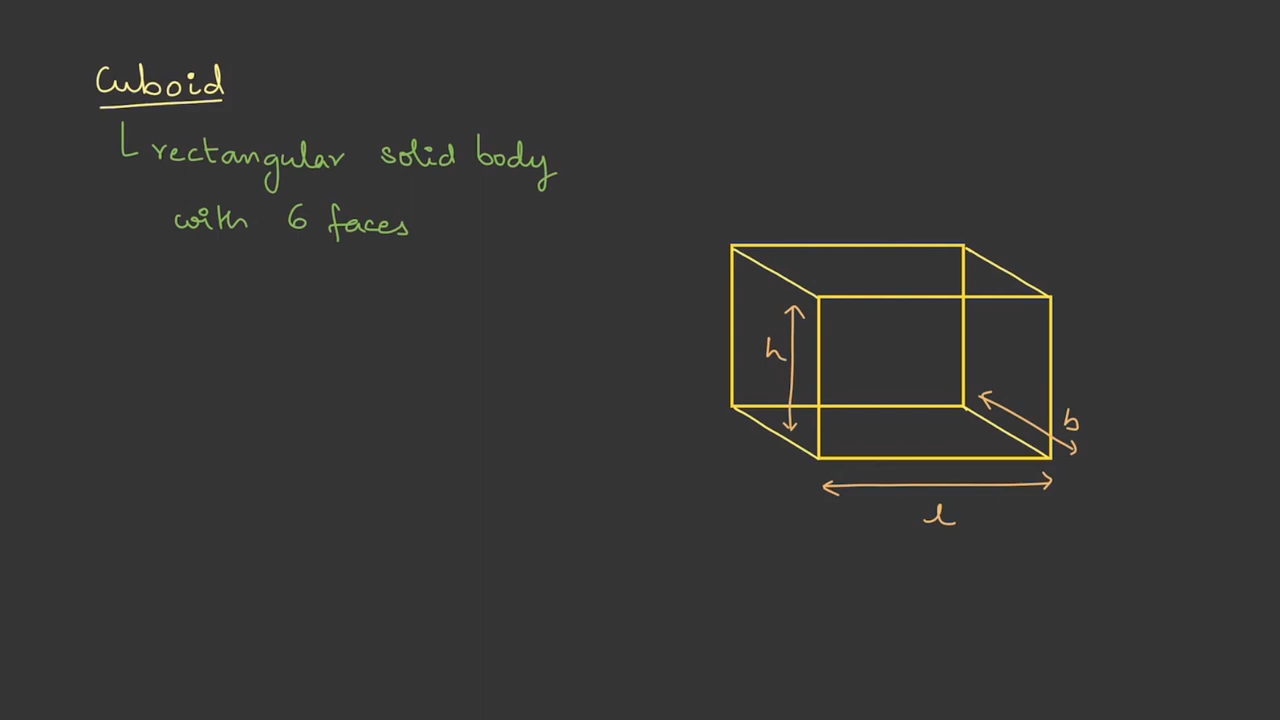 Cuboid
rectangular solid body
with 6 faces
h
b
l